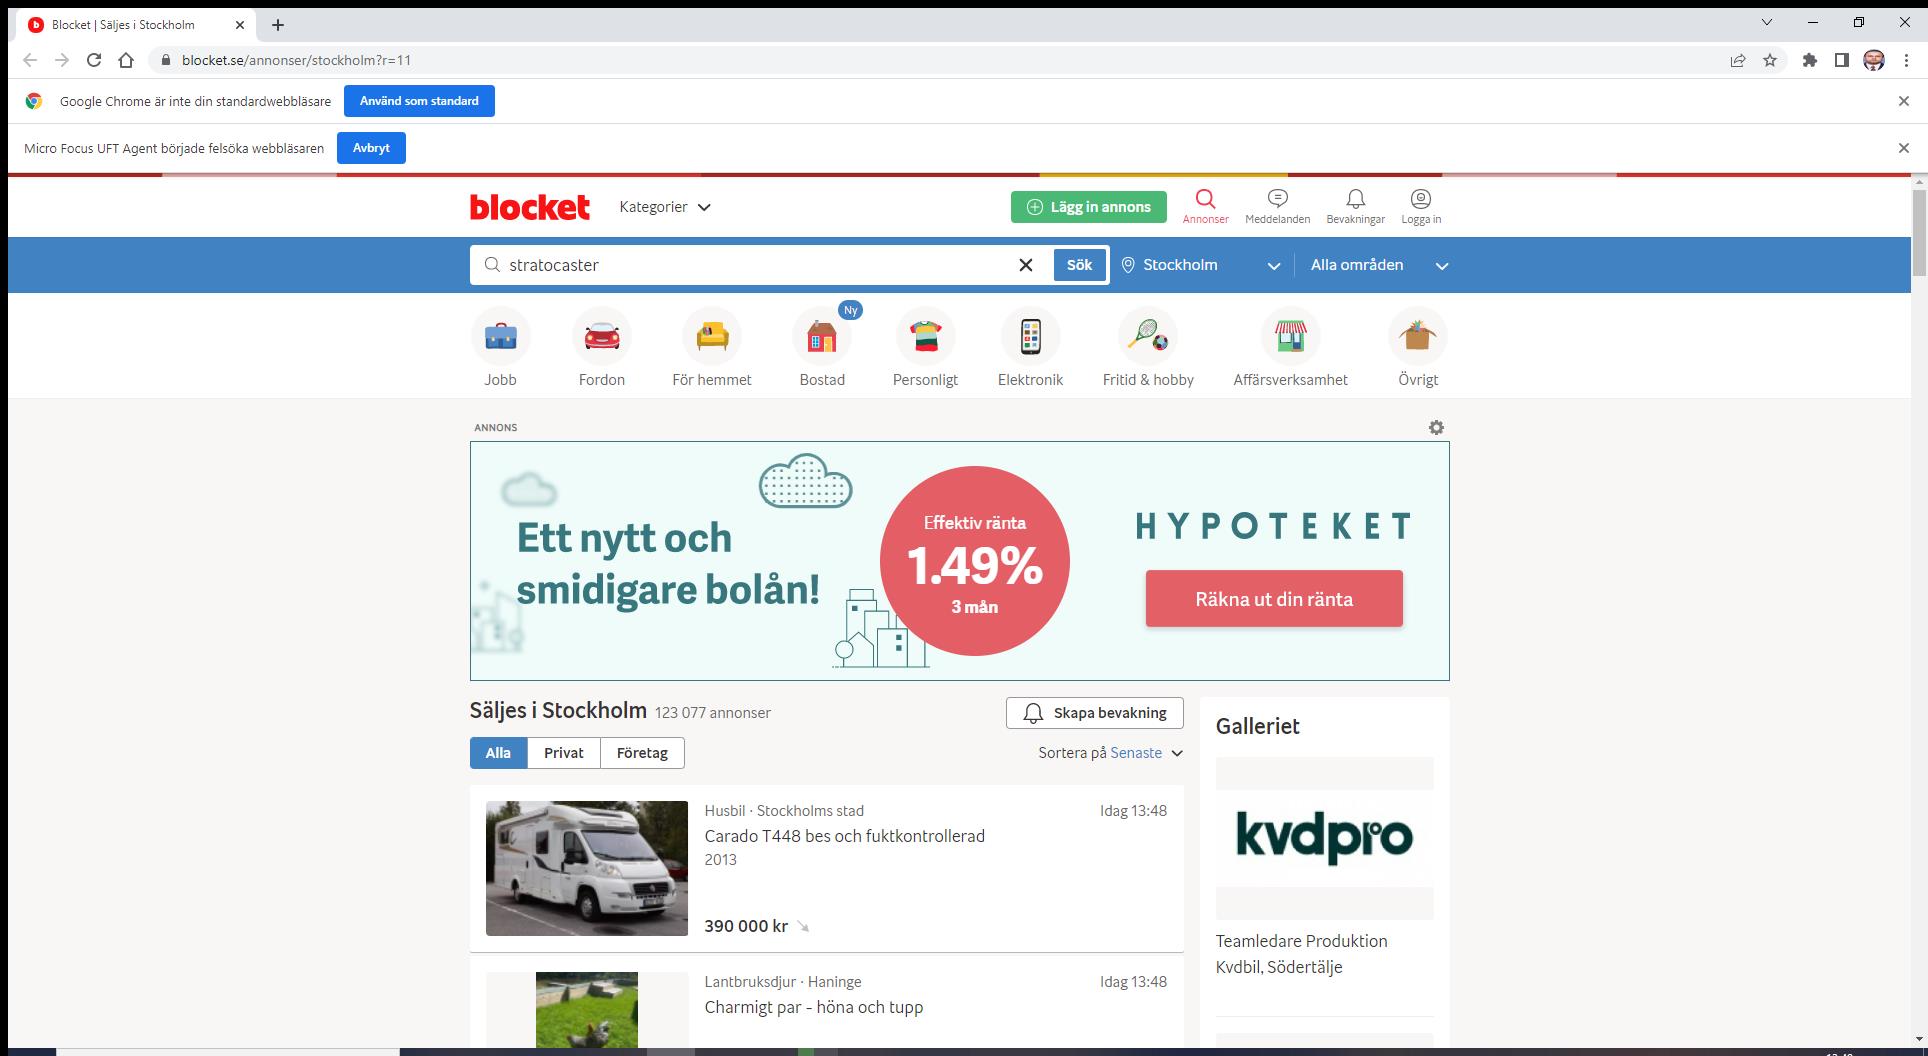 Blocket | Säljes i Stockholm
blocket.se/annonser/stockholm?r=11
Google Chrome är inte din standardwebbläsare
Använd som standard
Micro Focus UFT Agent började felsöka webbläsaren
Avbryt
blocket
Kategorier
Lägg in annons
Annonser
Meddelanden
Bevakningar
Logga in
stratocaster
Sök
Stockholm
Alla områden
Ny
Jobb
Fordon
För hemmet
Bostad
Personligt
Elektronik
Fritid & hobby
Affärsverksamhet
Övrigt
ANNONS
Ett nytt och
smidigare bolån!
Effektiv ränta
1.49%
3 mån
HYPOTEKET
Räkna ut din ränta
Säljes i Stockholm 123 077 annonser
Skapa bevakning
Alla
Privat
Företag
Sortera på Senaste
Husbil · Stockholms stad
Idag 13:48
Carado T448 bes och fuktkontrollerad
2013
390 000 kr
Lantbruksdjur · Haninge
Idag 13:48
Charmigt par - höna och tupp
Galleriet
kvdpro
Teamledare Produktion
Kvdbil, Södertälje